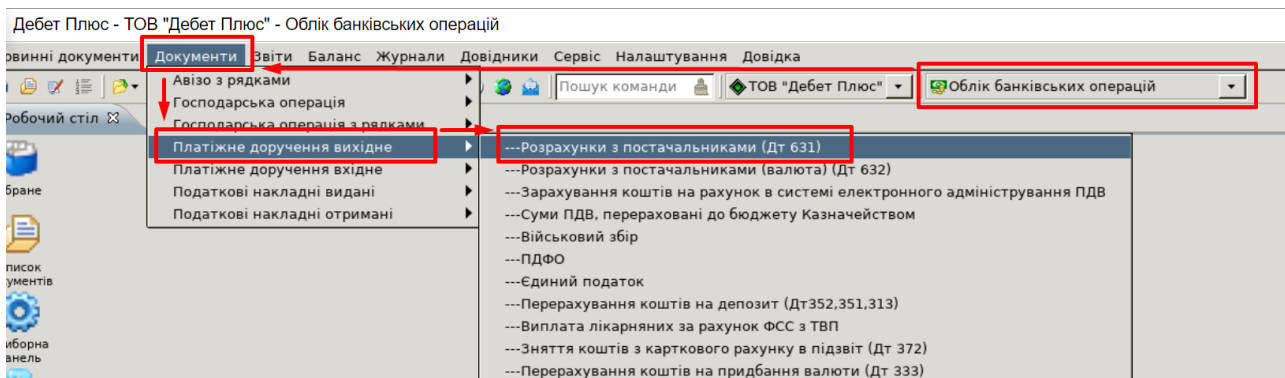 Дебет Плюс - ТОВ "Дебет Плюс" - Облік банківських операцій
документи Документи Звіти Баланс Журнали Довідники Сервіс Налаштування Довідка
Пошук команди ТОВ "Дебет Плюс" Облік банківських операцій
Робочий стіл
Авізо з рядками
Господарська операція
Господарська операція з рядками
Платіжне доручення вихідне
Платіжне доручення вхідне
Податкові накладні видані
Податкові накладні отримані
---Розрахунки з постачальниками (Дт 631)
---Розрахунки з постачальниками (валюта) (Дт 632)
---Зарахування коштів на рахунок в системі електронного адміністрування ПДВ
---Суми ПДВ, перераховані до бюджету Казначейством
---Військовий збір
---ПДФО
---Єдиний податок
---Перерахування коштів на депозит (Дт352,351,313)
---Виплата лікарняних за рахунок ФСС з ТВП
---Зняття коштів з карткового рахунку в підзвіт (Дт 372)
---Перерахування коштів на придбання валюти (Дт 333)